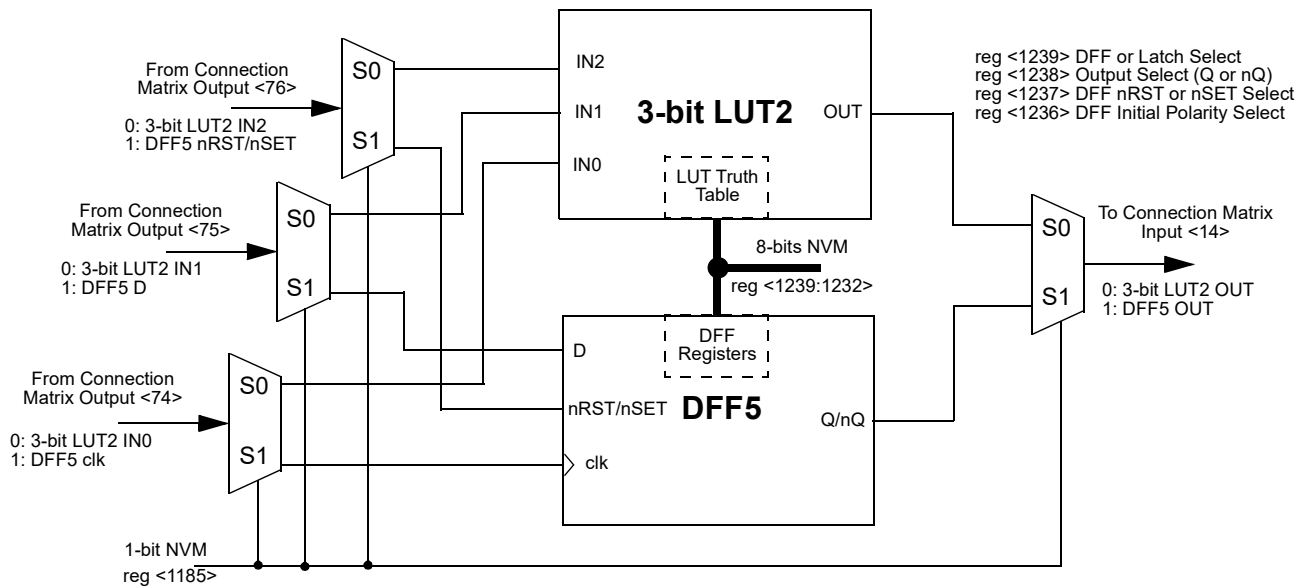 From Connection
Matrix Output <76>
0: 3-bit LUT2 IN2
1: DFF5 nRST/nSET
S0
S1
From Connection
Matrix Output <75>
0: 3-bit LUT2 IN1
1: DFF5 D
S0
S1
From Connection
Matrix Output <74>
0: 3-bit LUT2 IN0
1: DFF5 clk
S0
S1
1-bit NVM
reg <1185>
IN2
IN1
IN0
3-bit LUT2
OUT
LUT Truth
Table
8-bits NVM
reg <1239:1232>
DFF
Registers
D
nRST/nSET
clk
DFF5
Q/nQ
reg <1239> DFF or Latch Select
reg <1238> Output Select (Q or nQ)
reg <1237> DFF nRST or nSET Select
reg <1236> DFF Initial Polarity Select
S0
S1
To Connection Matrix
Input <14>
0: 3-bit LUT2 OUT
1: DFF5 OUT